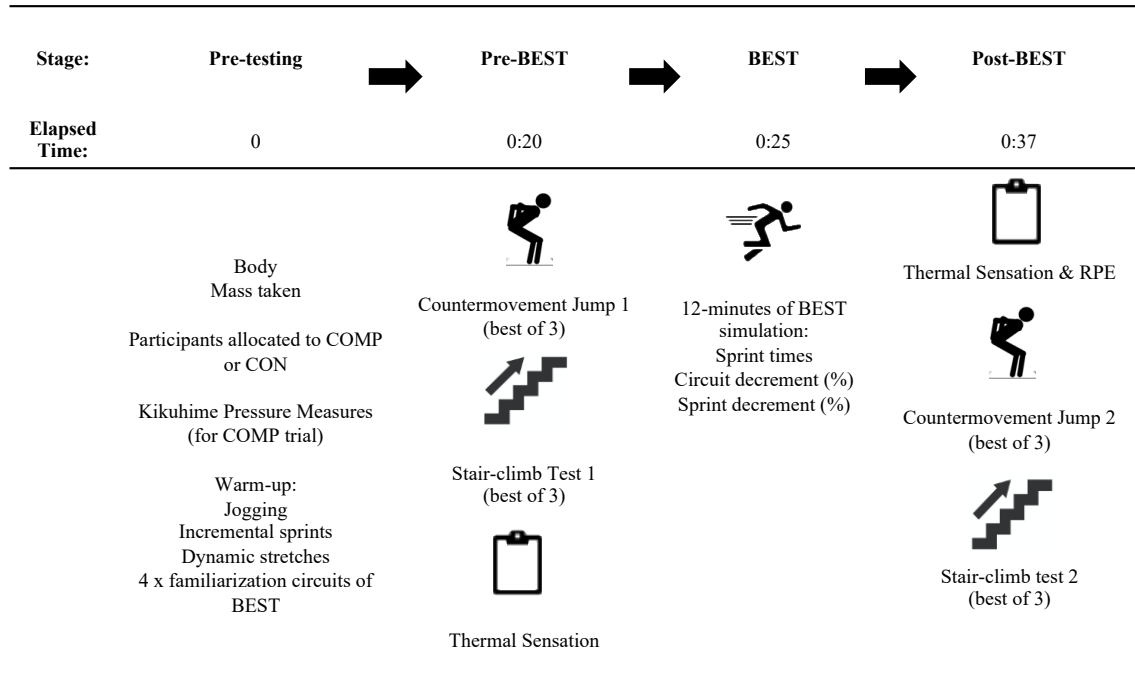 Stage:
Pre-testing
Pre-BEST
BEST
Post-BEST
Elapsed
Time:
0
0:20
0:25
0:37
Body
Mass taken
Participants allocated to COMP
or CON
Kikuhime Pressure Measures
(for COMP trial)
Warm-up:
Jogging
Incremental sprints
Dynamic stretches
4 x familiarization circuits of
BEST
Countermovement Jump 1
(best of 3)
Stair-climb Test 1
(best of 3)
Thermal Sensation
12-minutes of BEST
simulation:
Sprint times
Circuit decrement (%)
Sprint decrement (%)
Thermal Sensation & RPE
Countermovement Jump 2
(best of 3)
Stair-climb test 2
(best of 3)